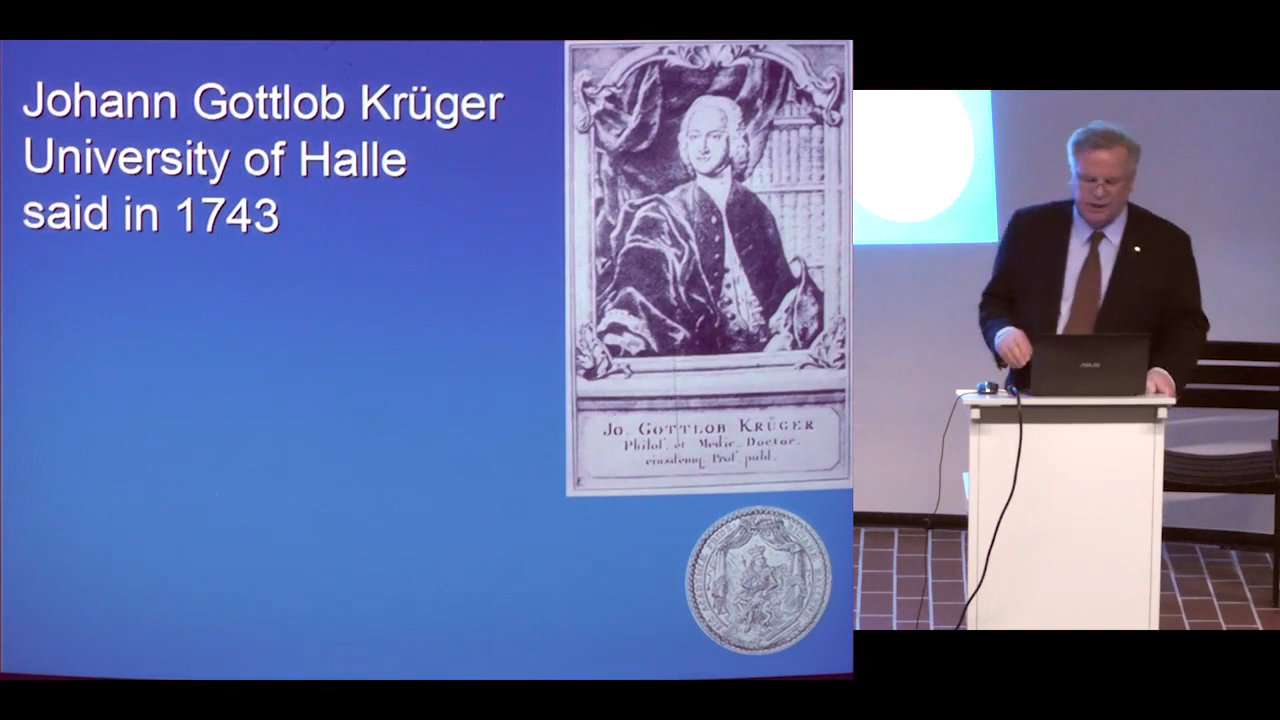 Johann Gottlob Krüger
University of Halle
said in 1743
JO. GOTTLOB KRÜGER
Philos. et Medic. Doctor.
eiusdemq. Prof. publ.
ASUS